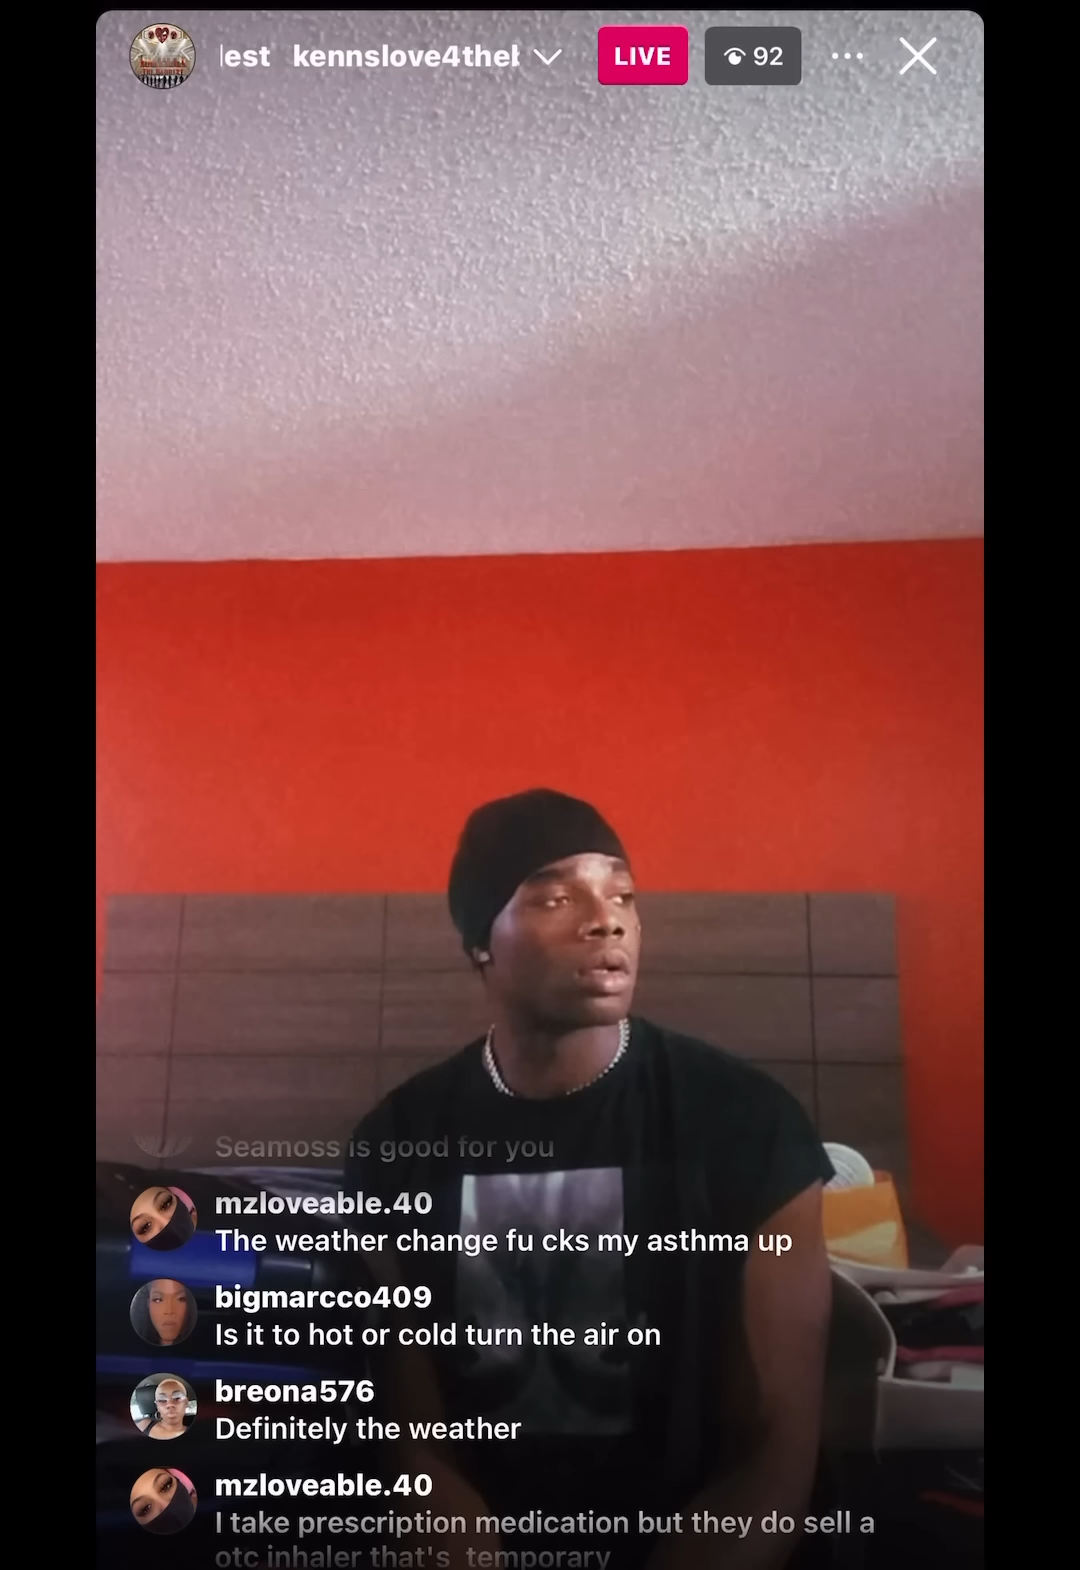 est kennslove4the
LIVE
92
Seamoss is good for you
mzloveable.40
The weather change fu cks my asthma up
bigmarcco409
Is it to hot or cold turn the air on
breona576
Definitely the weather
mzloveable.40
I take prescription medication but they do sell a
otc inhaler that's temporary